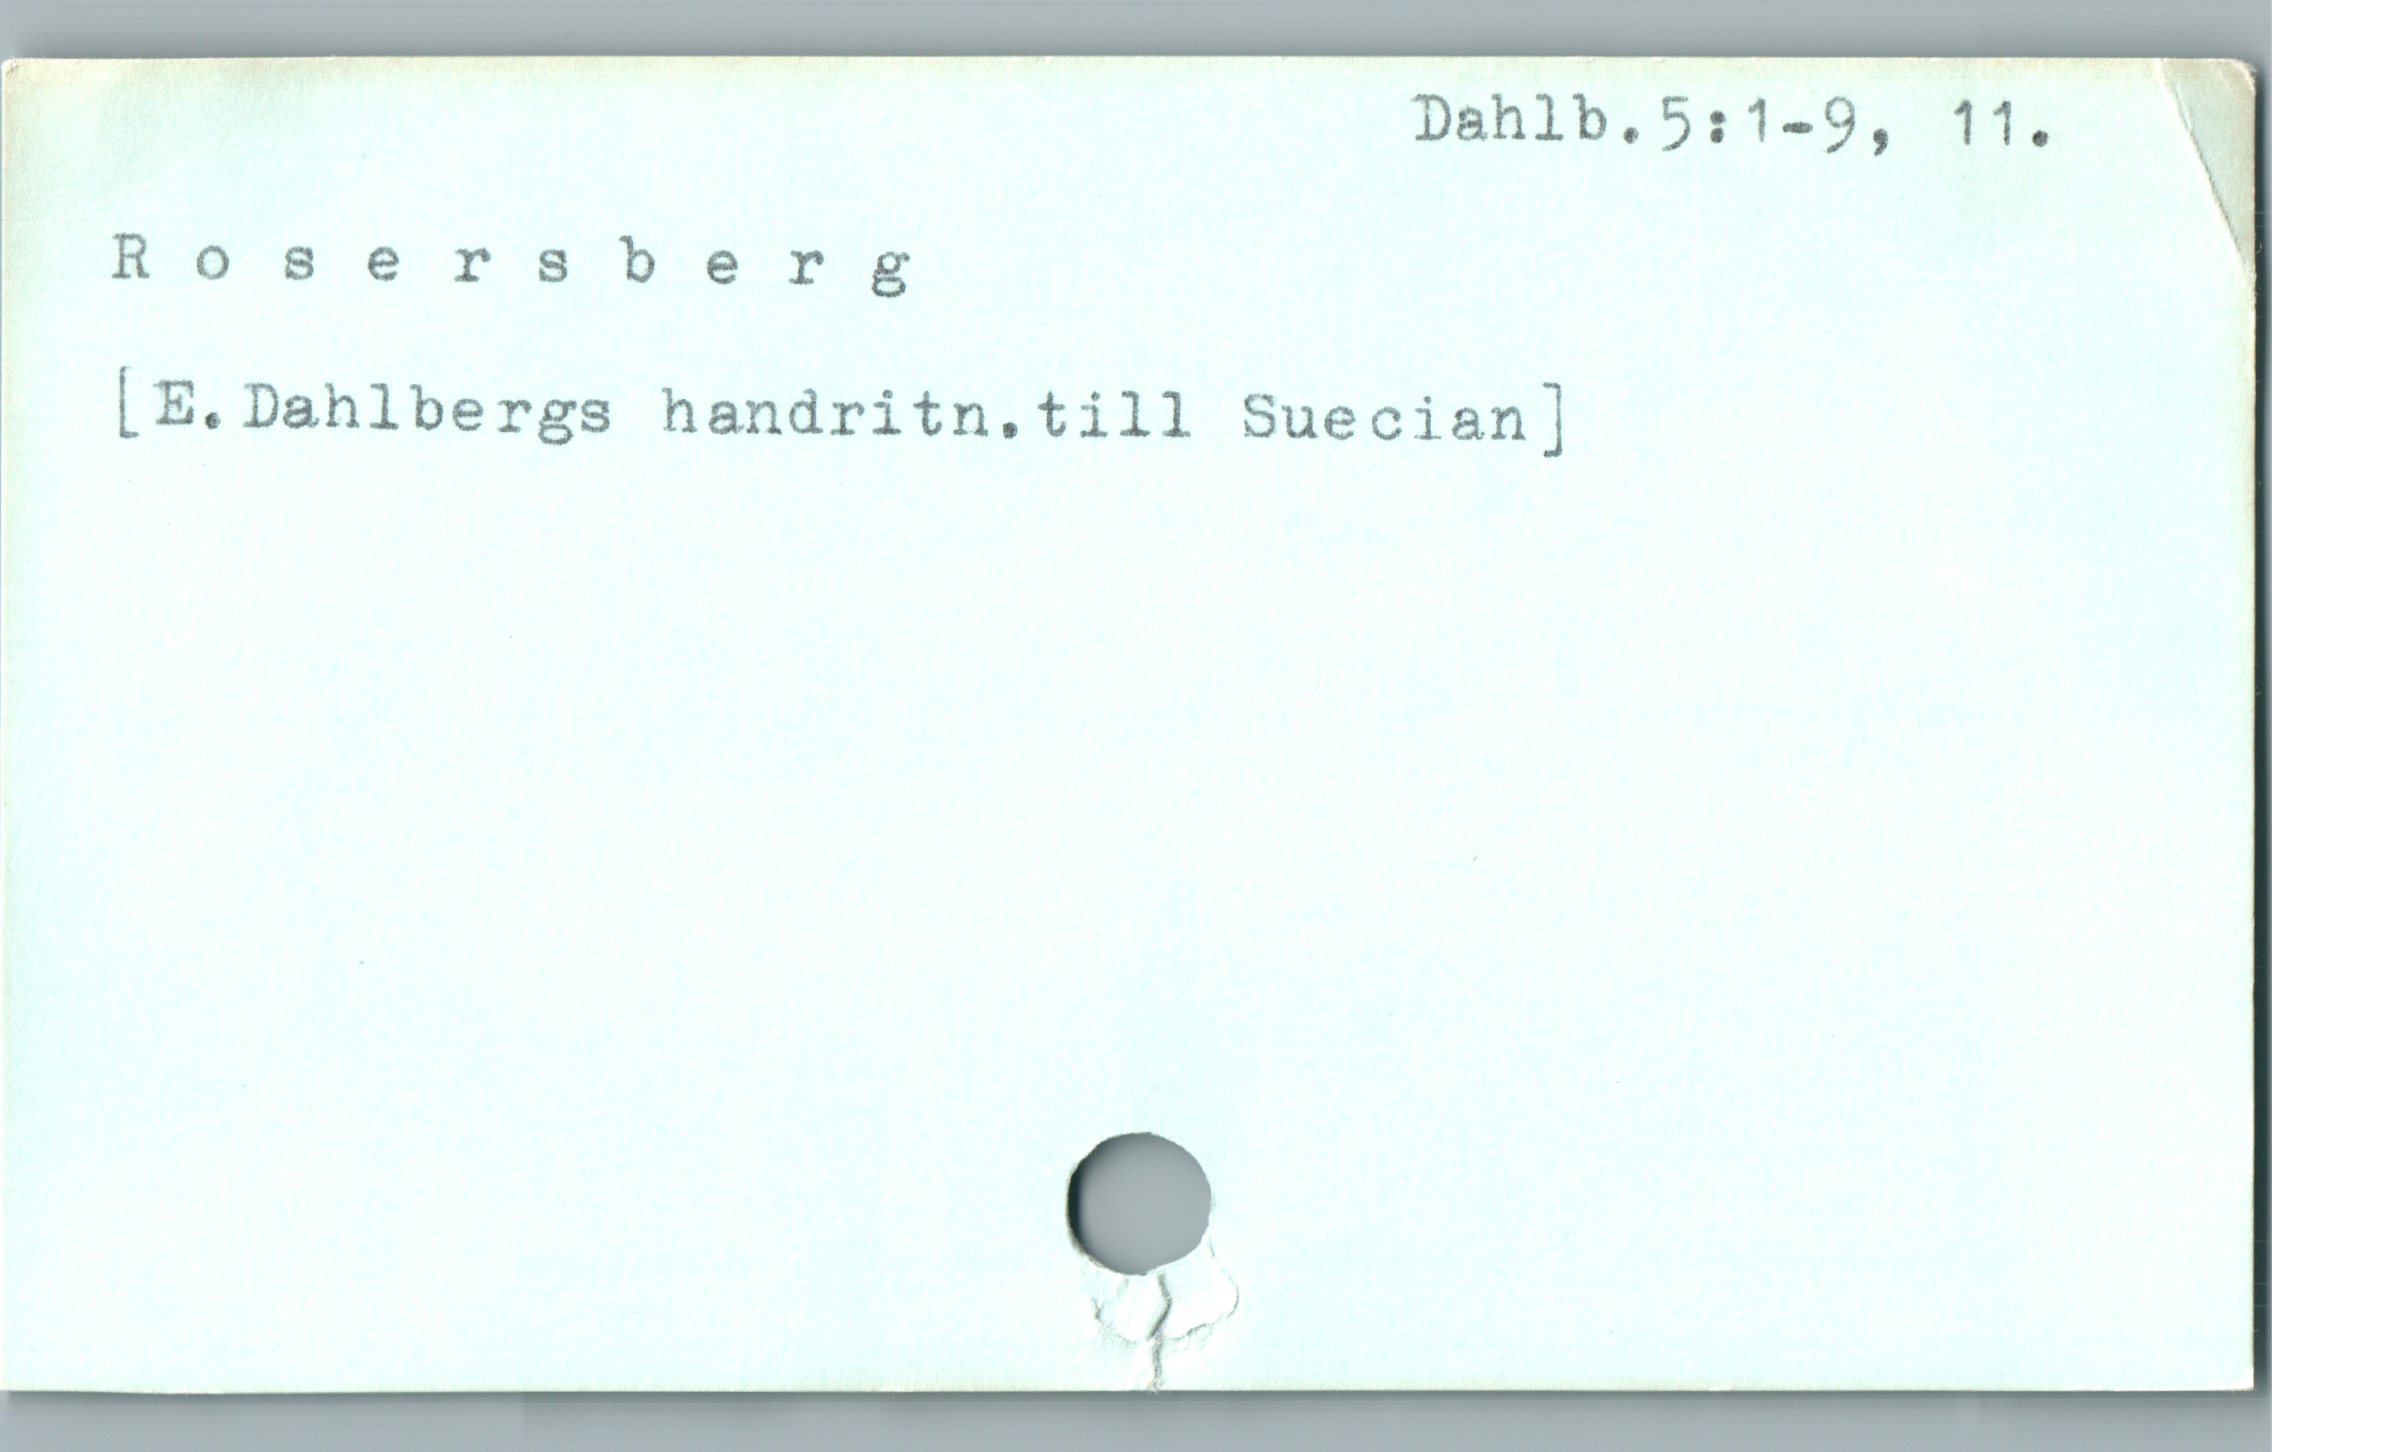 Dahlb.5:1-9, 11.
R o s e r s b e r g
[E.Dahlbergs handritn.till Suecian]